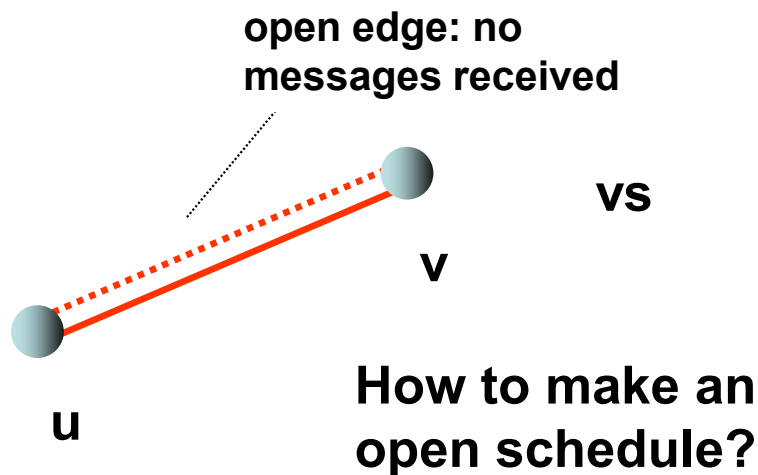 open edge: no
messages received
vs
v
u
How to make an
open schedule?